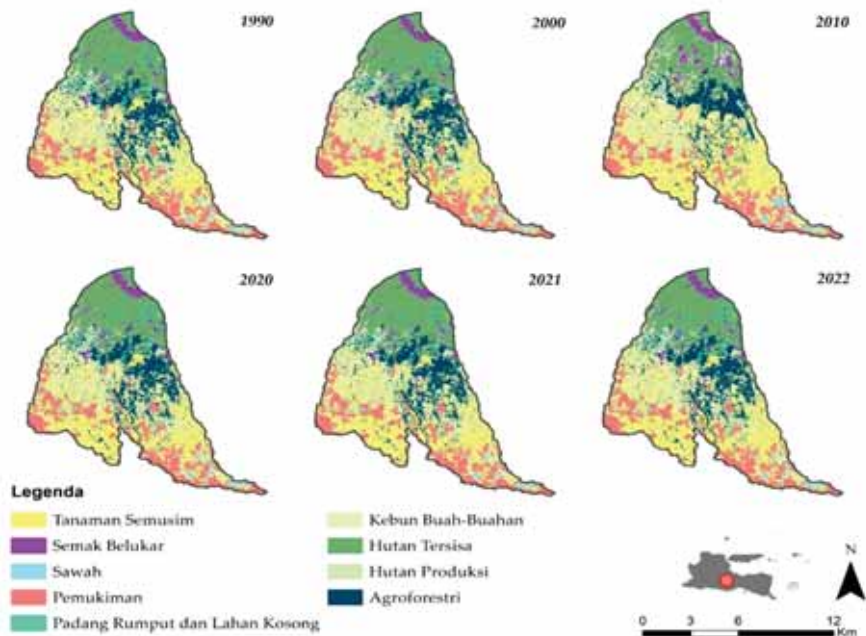 1990
2000
2010
2020
2021
2022
Legenda
Tanaman Semusim
Semak Belukar
Sawah
Pemukiman
Padang Rumput dan Lahan Kosong
Kebun Buah-Buahan
Hutan Tersisa
Hutan Produksi
Agroforestri
N
0 3 6 12
Km